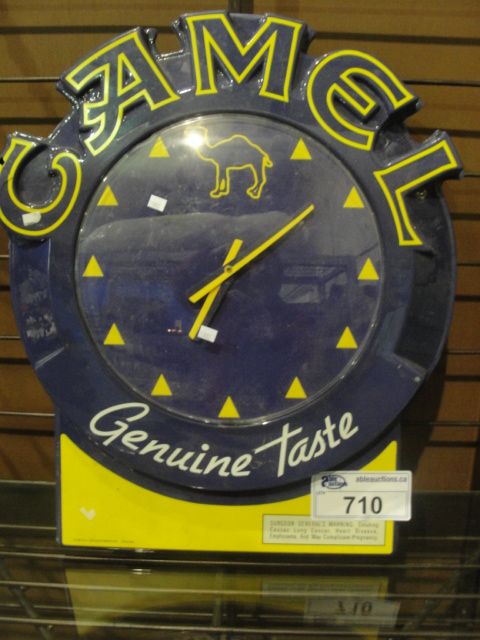 CAMEL
Genuine Taste
ableauctions.ca
710
SURGEON GENERAL'S WARNING: Smoking
Causes Lung Cancer, Heart Disease,
Emphysema, And May Complicate Pregnancy.